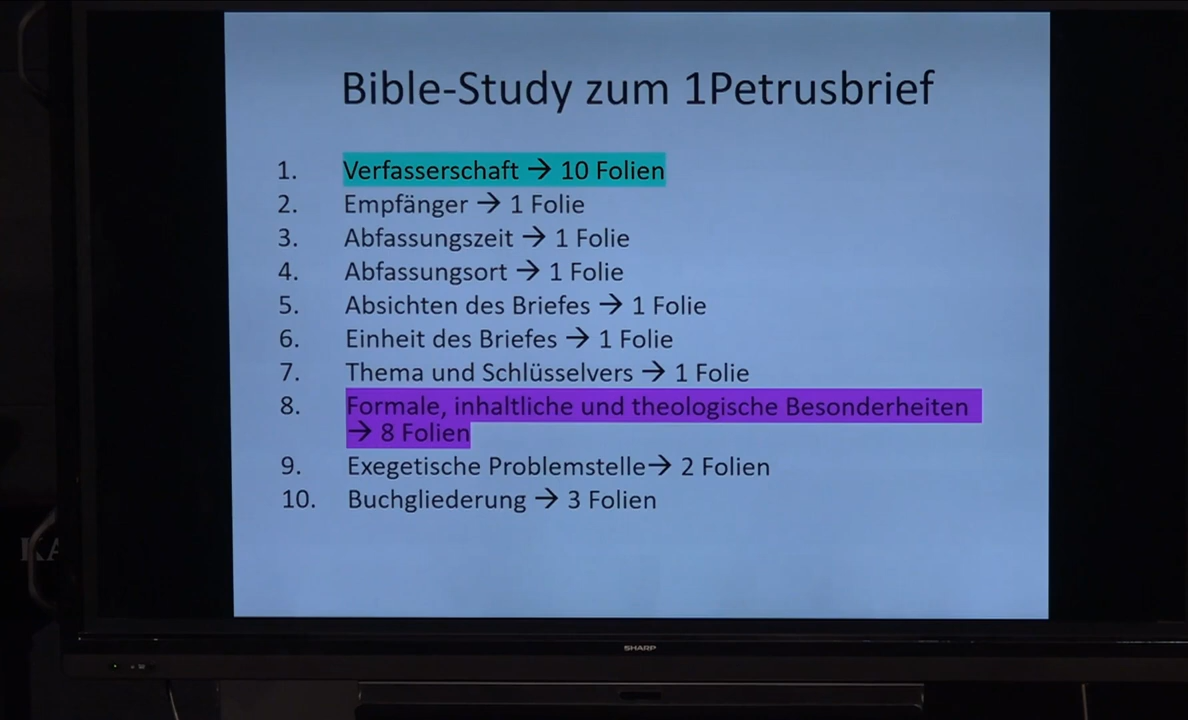 Bible-Study zum 1Petrusbrief
1. Verfasserschaft → 10 Folien
2. Empfänger → 1 Folie
3. Abfassungszeit → 1 Folie
4. Abfassungsort → 1 Folie
5. Absichten des Briefes → 1 Folie
6. Einheit des Briefes → 1 Folie
7. Thema und Schlüsselvers → 1 Folie
8. Formale, inhaltliche und theologische Besonderheiten
→ 8 Folien
9. Exegetische Problemstelle→ 2 Folien
10. Buchgliederung → 3 Folien
KA
SHARP